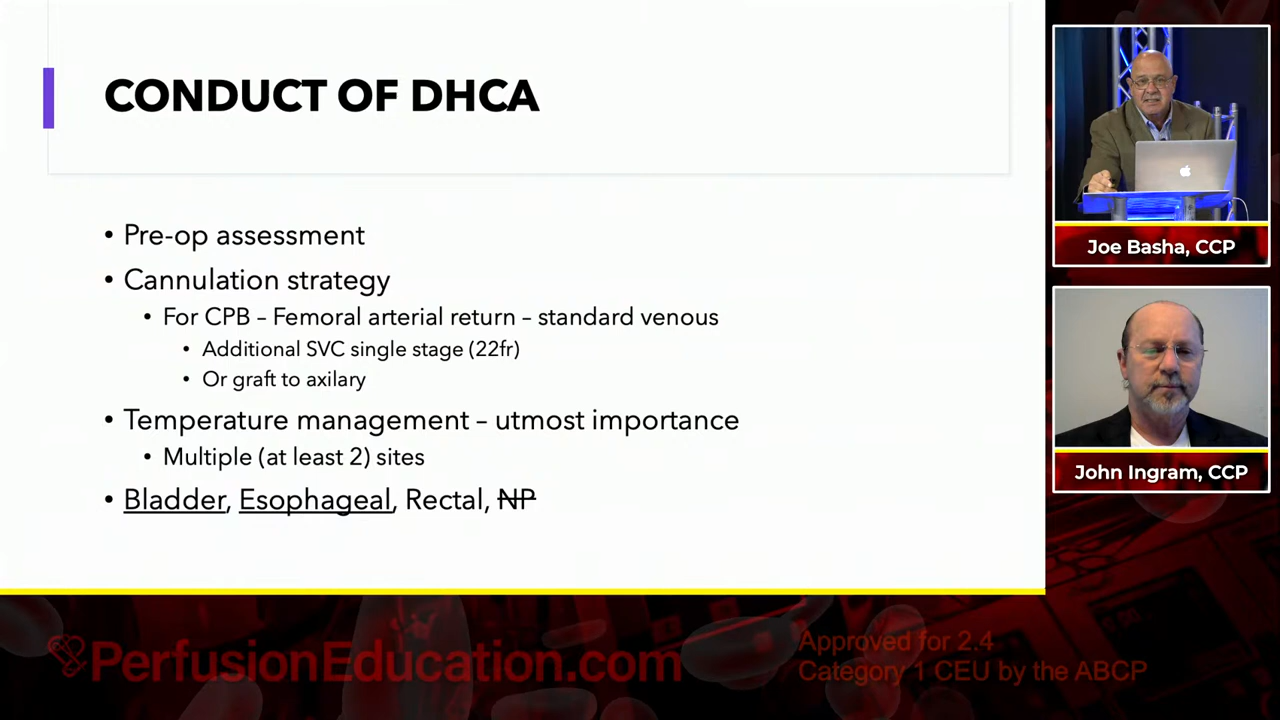 CONDUCT OF DHCA
• Pre-op assessment
• Cannulation strategy
• For CPB – Femoral arterial return – standard venous
• Additional SVC single stage (22fr)
• Or graft to axilary
• Temperature management – utmost importance
• Multiple (at least 2) sites
• Bladder, Esophageal, Rectal, NP
Joe Basha, CCP
John Ingram, CCP
PerfusionEducation.com
Approved for 2.4
Category 1 CEU by the ABCP